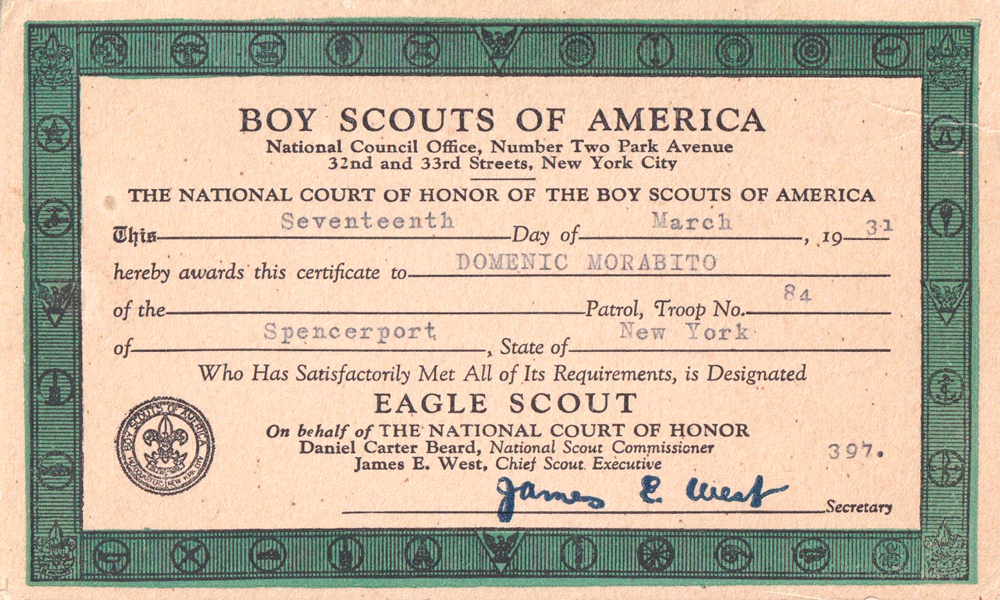 BOY SCOUTS OF AMERICA
National Council Office, Number Two Park Avenue
32nd and 33rd Streets, New York City
THE NATIONAL COURT OF HONOR OF THE BOY SCOUTS OF AMERICA
This Seventeenth Day of March, 19 31
hereby awards this certificate to DOMENIC MORABITO
of the Patrol, Troop No. 84
of Spencerport, State of New York
Who Has Satisfactorily Met All of Its Requirements, is Designated
EAGLE SCOUT
On behalf of THE NATIONAL COURT OF HONOR
Daniel Carter Beard, National Scout Commissioner
397.
James E. West, Chief Scout Executive
James E. West
Secretary
BOY SCOUTS OF AMERICA
HEADQUARTERS NEW YORK CITY